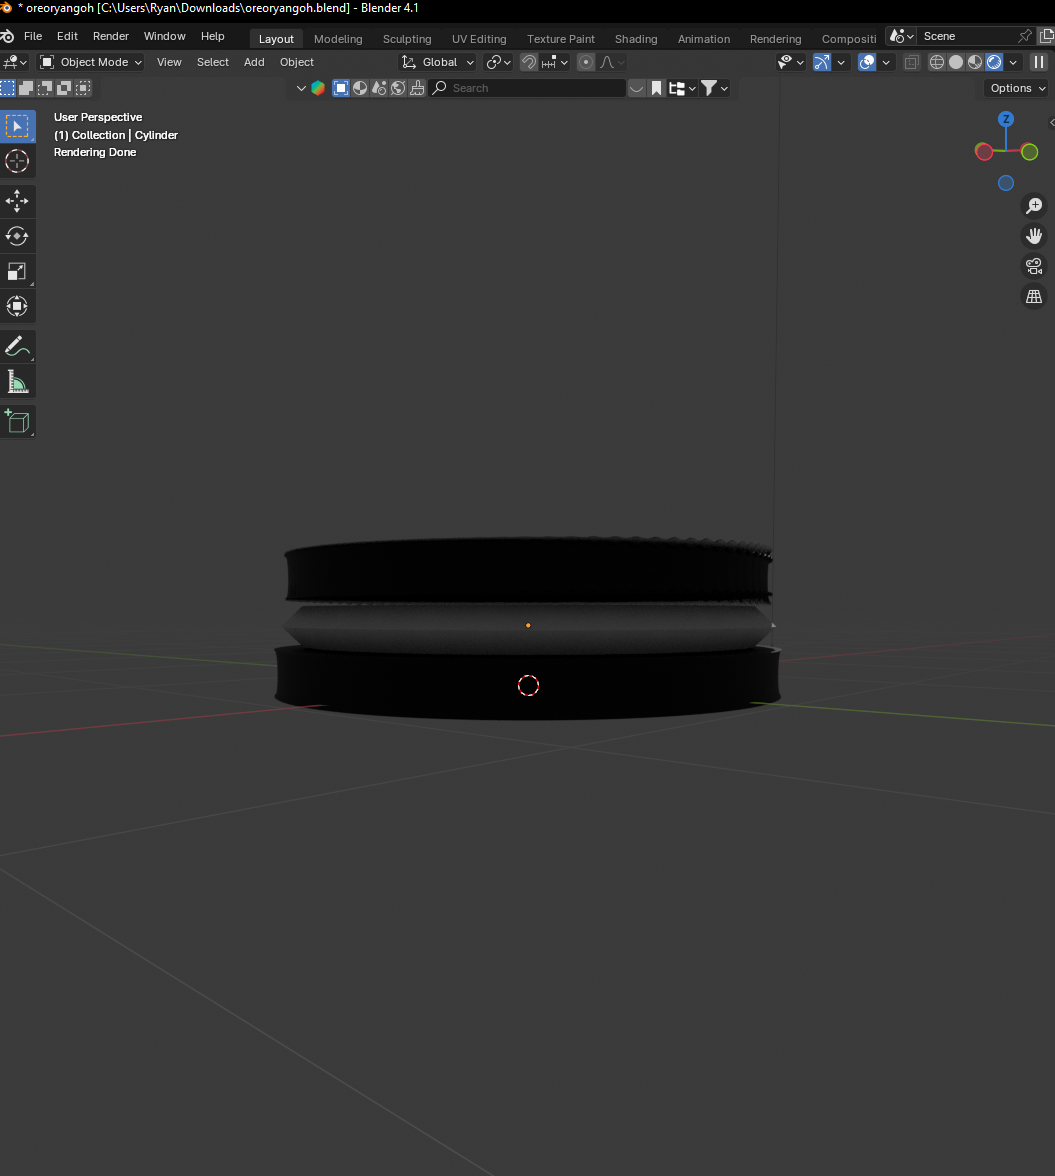 * oreoryangoh [C:\Users\Ryan\Downloads\oreoryangoh.blend] - Blender 4.1
File Edit Render Window Help Layout Modeling Sculpting UV Editing Texture Paint Shading Animation Rendering Compositi Scene
Object Mode View Select Add Object Global
Search Options
User Perspective
(1) Collection | Cylinder
Rendering Done
Z